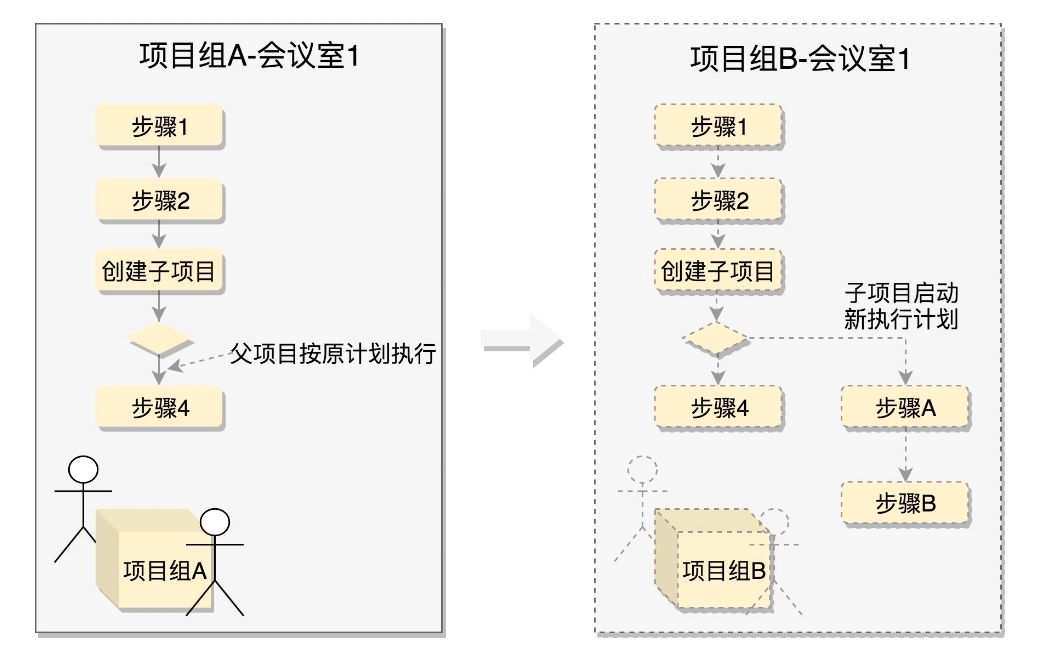 项目组A-会议室1
步骤1
步骤2
创建子项目
父项目按原计划执行
步骤4
项目组A
项目组B-会议室1
步骤1
步骤2
创建子项目
子项目启动
新执行计划
步骤4
步骤A
步骤B
项目组B